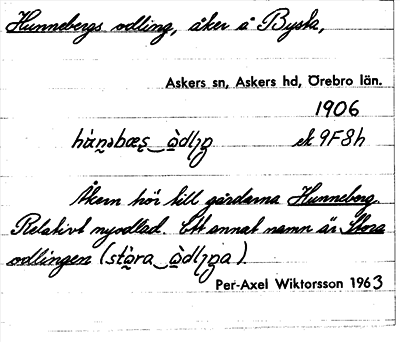 Hunnebergs odling, åker å Bysta,
Askers sn, Askers hd, Örebro län.
1906
ek 9F8h
Åkern hör till gårdarna Hunneberg.
Relativt nyodlad. Ett annat namn är Stora
odlingen
Per-Axel Wiktorsson 1963